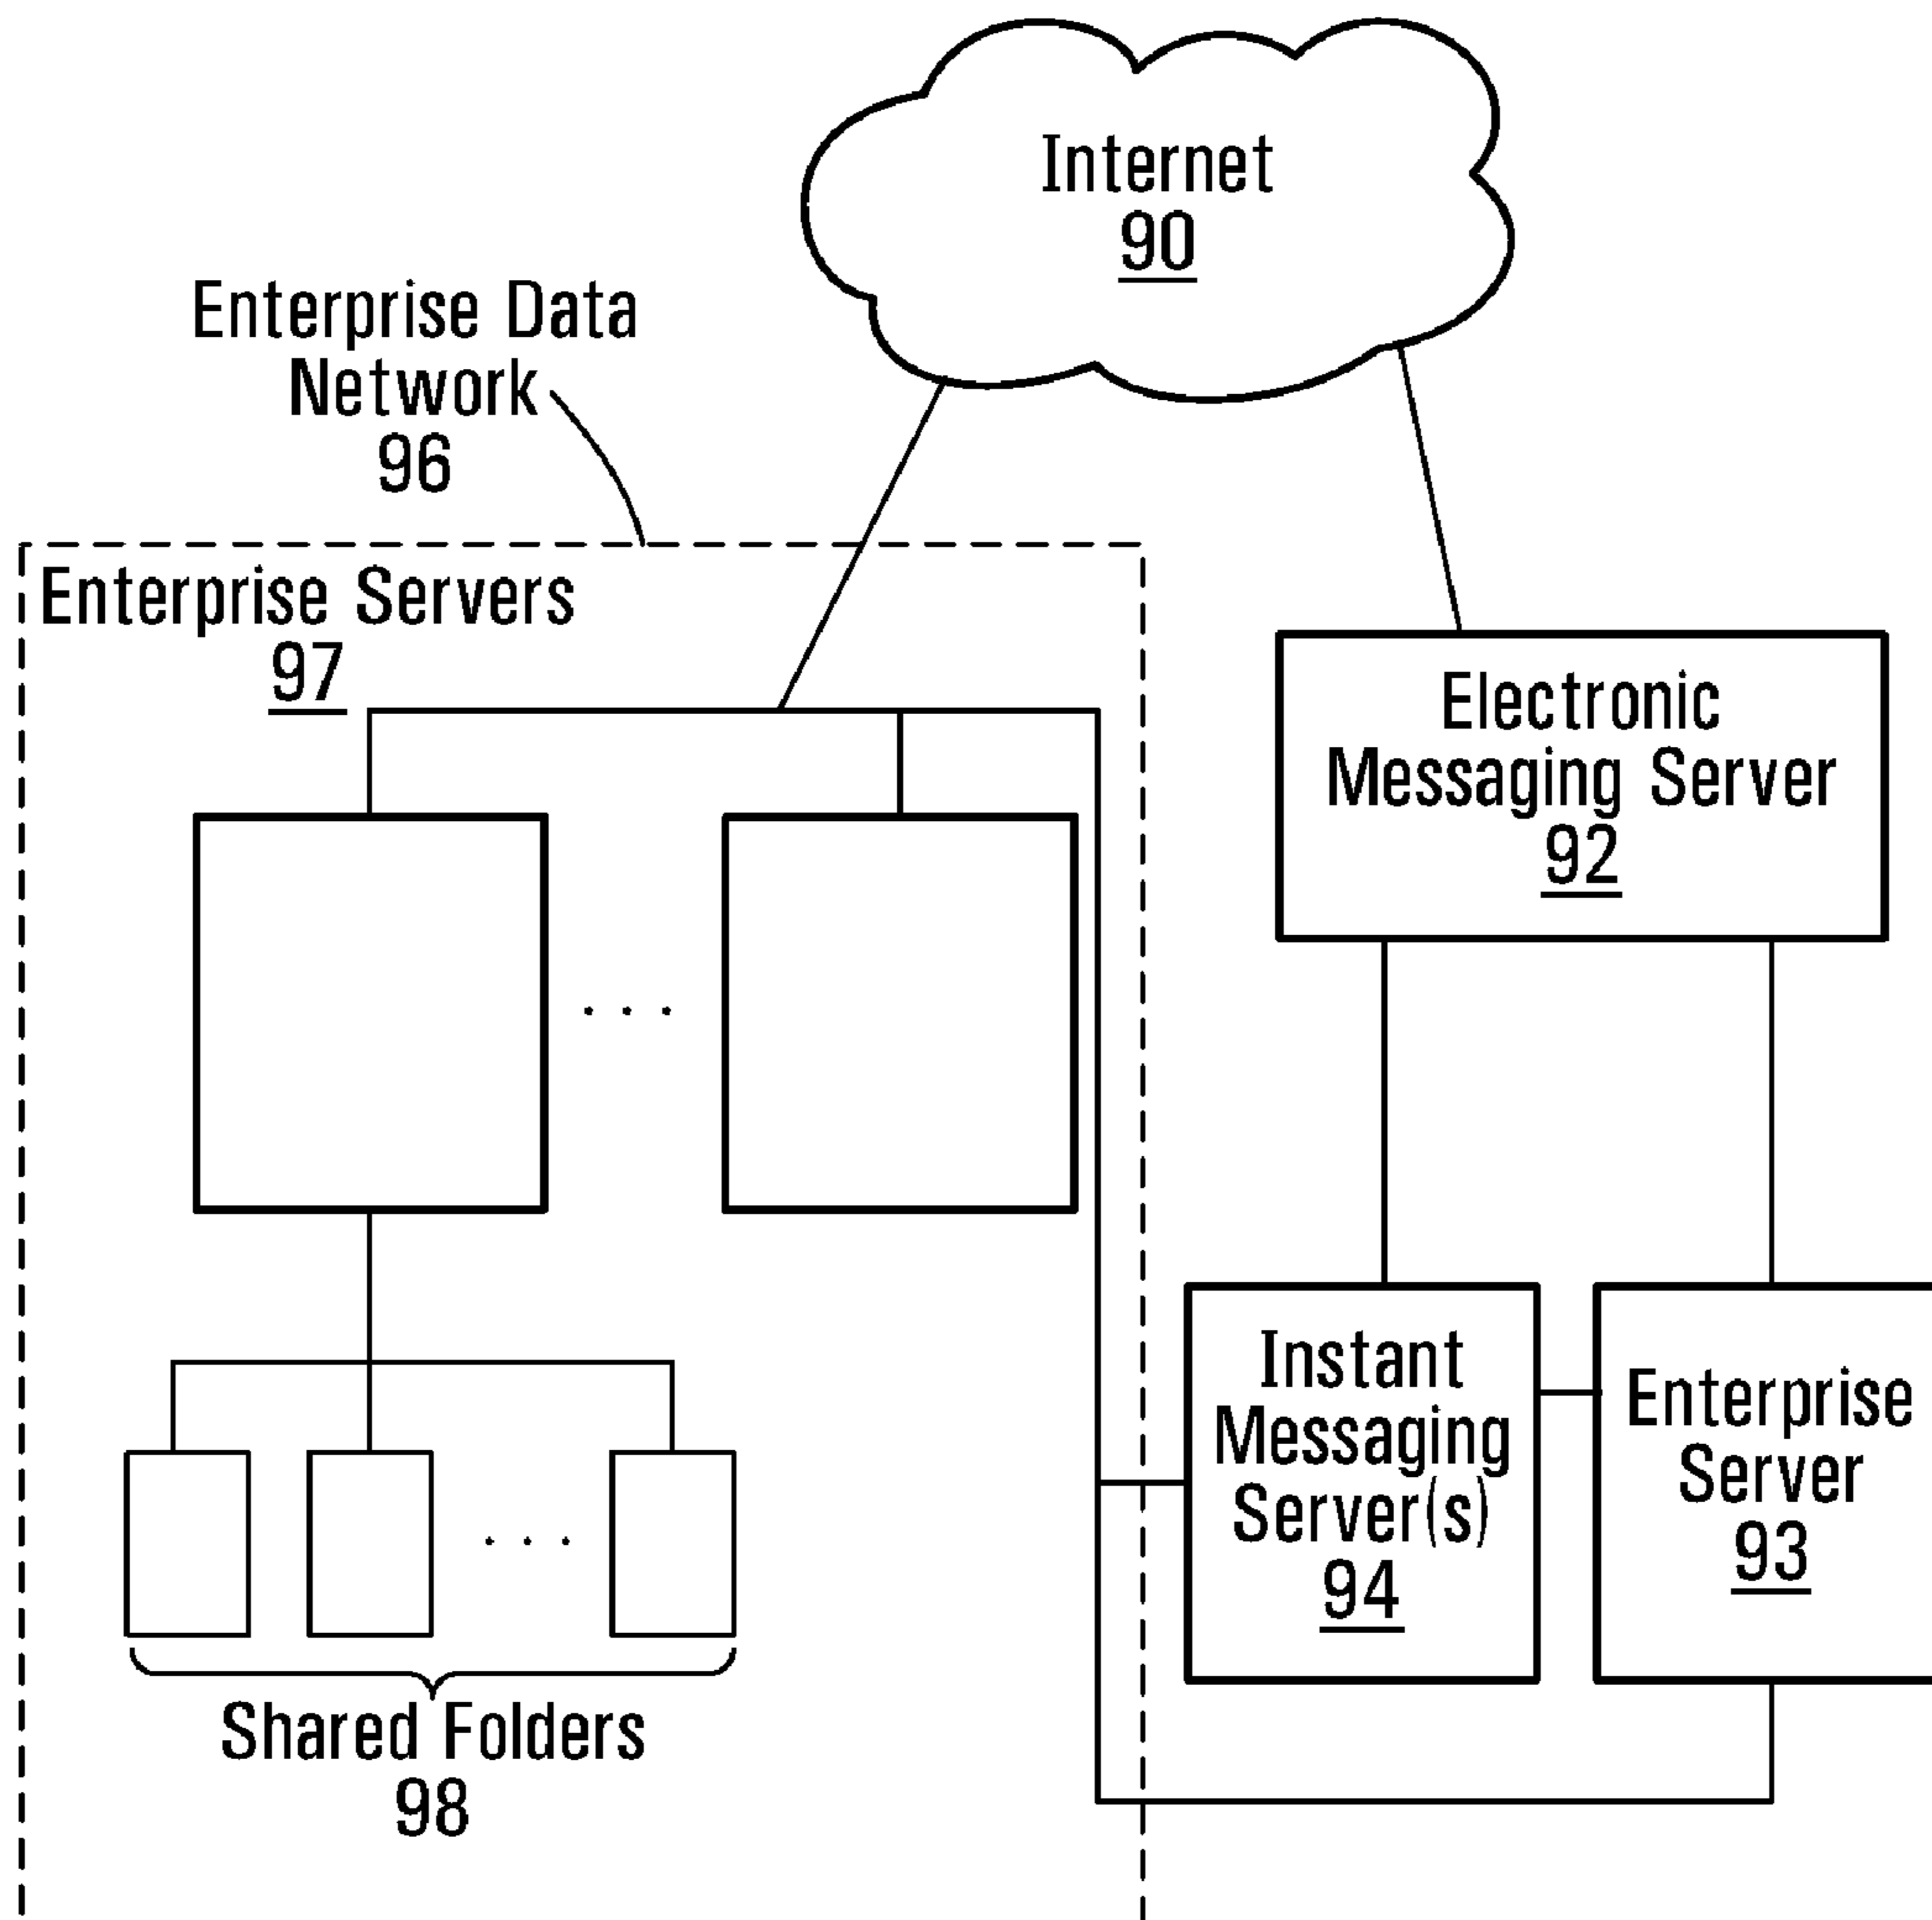 Internet
90
Enterprise Data
Network
96
Enterprise Servers
97
Electronic
Messaging Server
92
Instant
Messaging
Server(s)
94
Enterprise
Server
93
Shared Folders
98